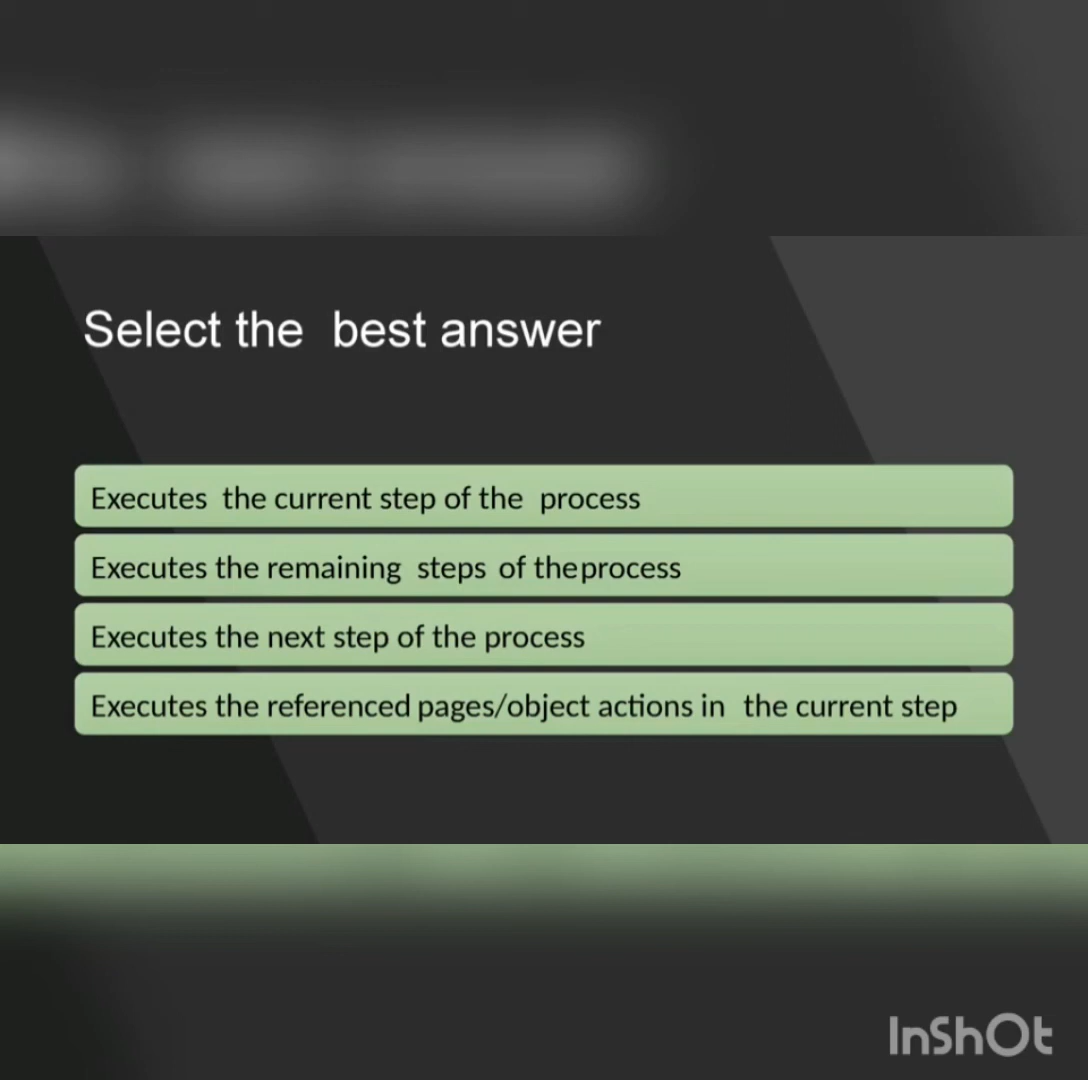 Select the best answer
Executes the current step of the process
Executes the remaining steps of theprocess
Executes the next step of the process
Executes the referenced pages/object actions in the current step
InShOt